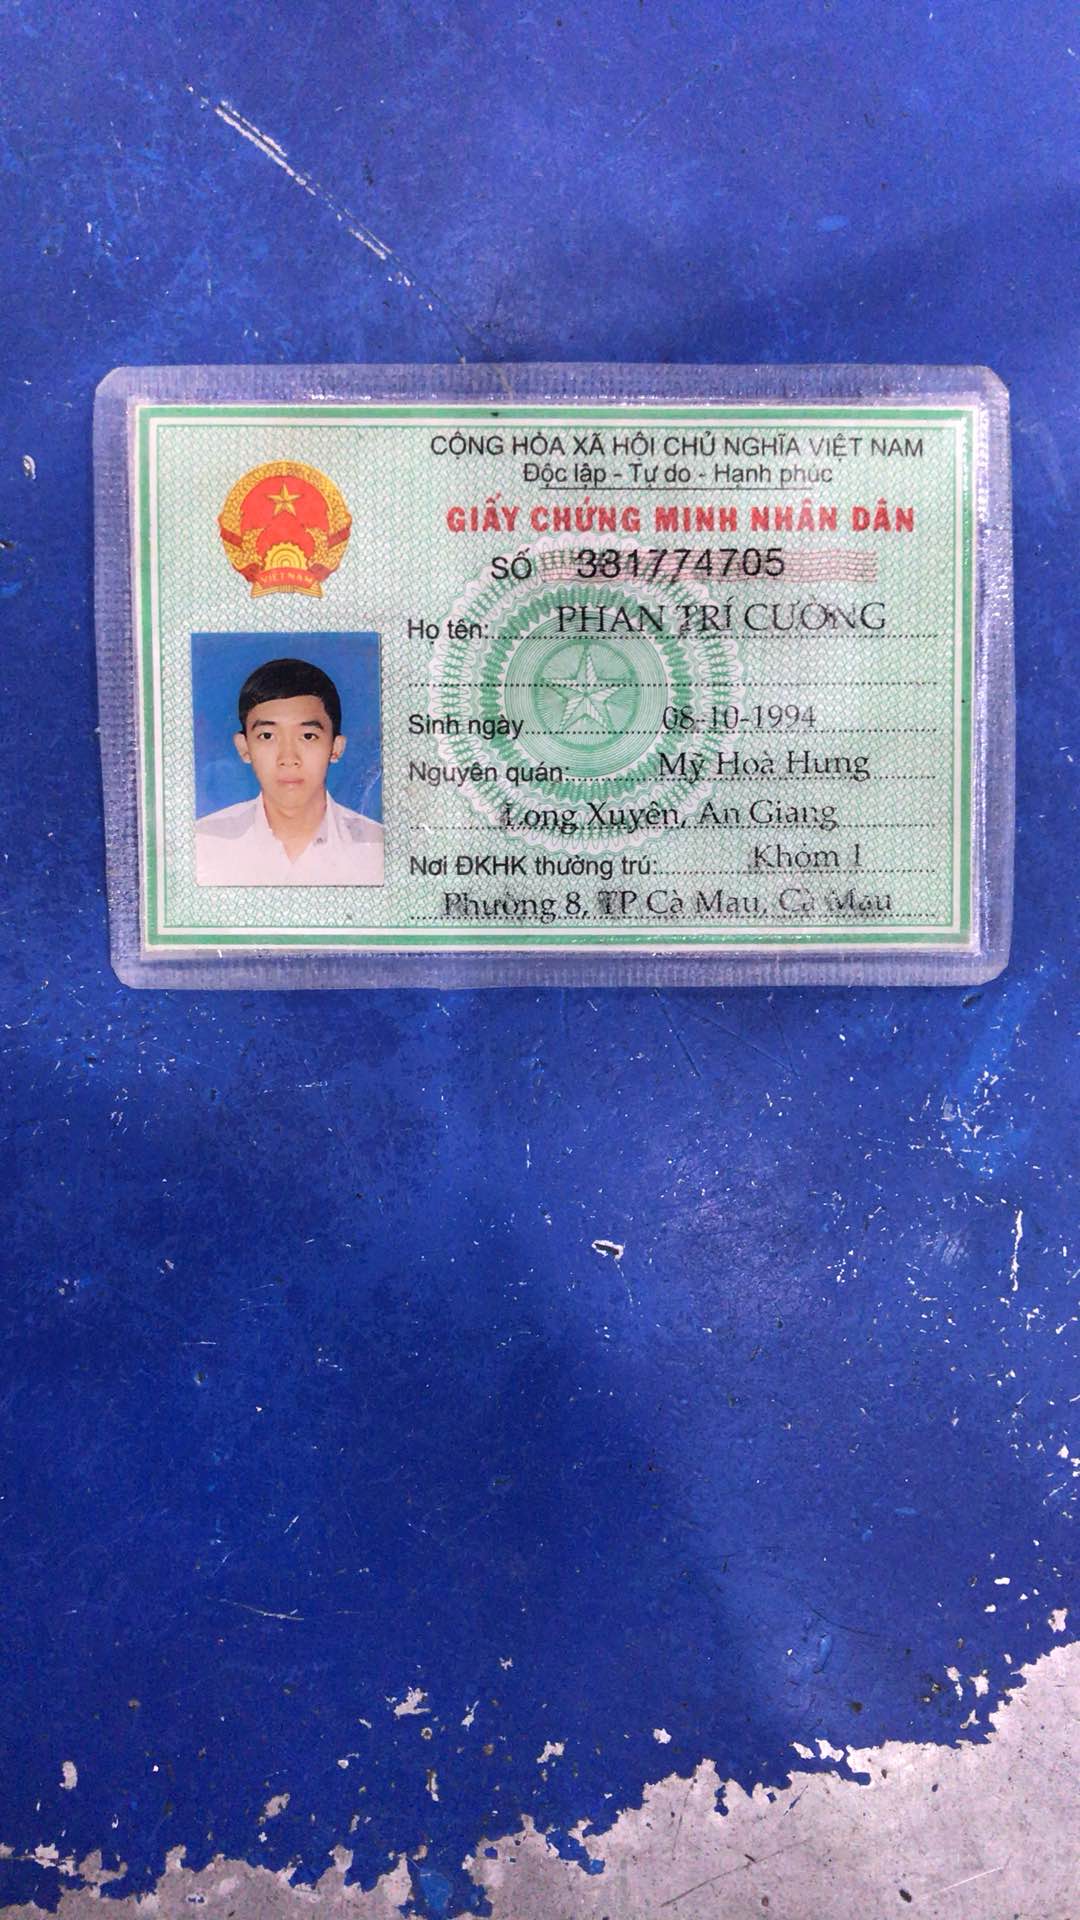 CỘNG HÒA XÃ HỘI CHỦ NGHĨA VIỆT NAM
Độc lập - Tự do - Hạnh phúc
GIẤY CHỨNG MINH NHÂN DÂN
SỐ 381774705
Họ tên: PHAN TRÍ CƯỜNG
Sinh ngày 08-10-1994
Nguyên quán: Mỹ Hoà Hưng
Long Xuyên, An Giang
Nơi ĐKHK thường trú: Khóm 1
Phường 8, TP Cà Mau, Cà Mau
VIỆT NAM